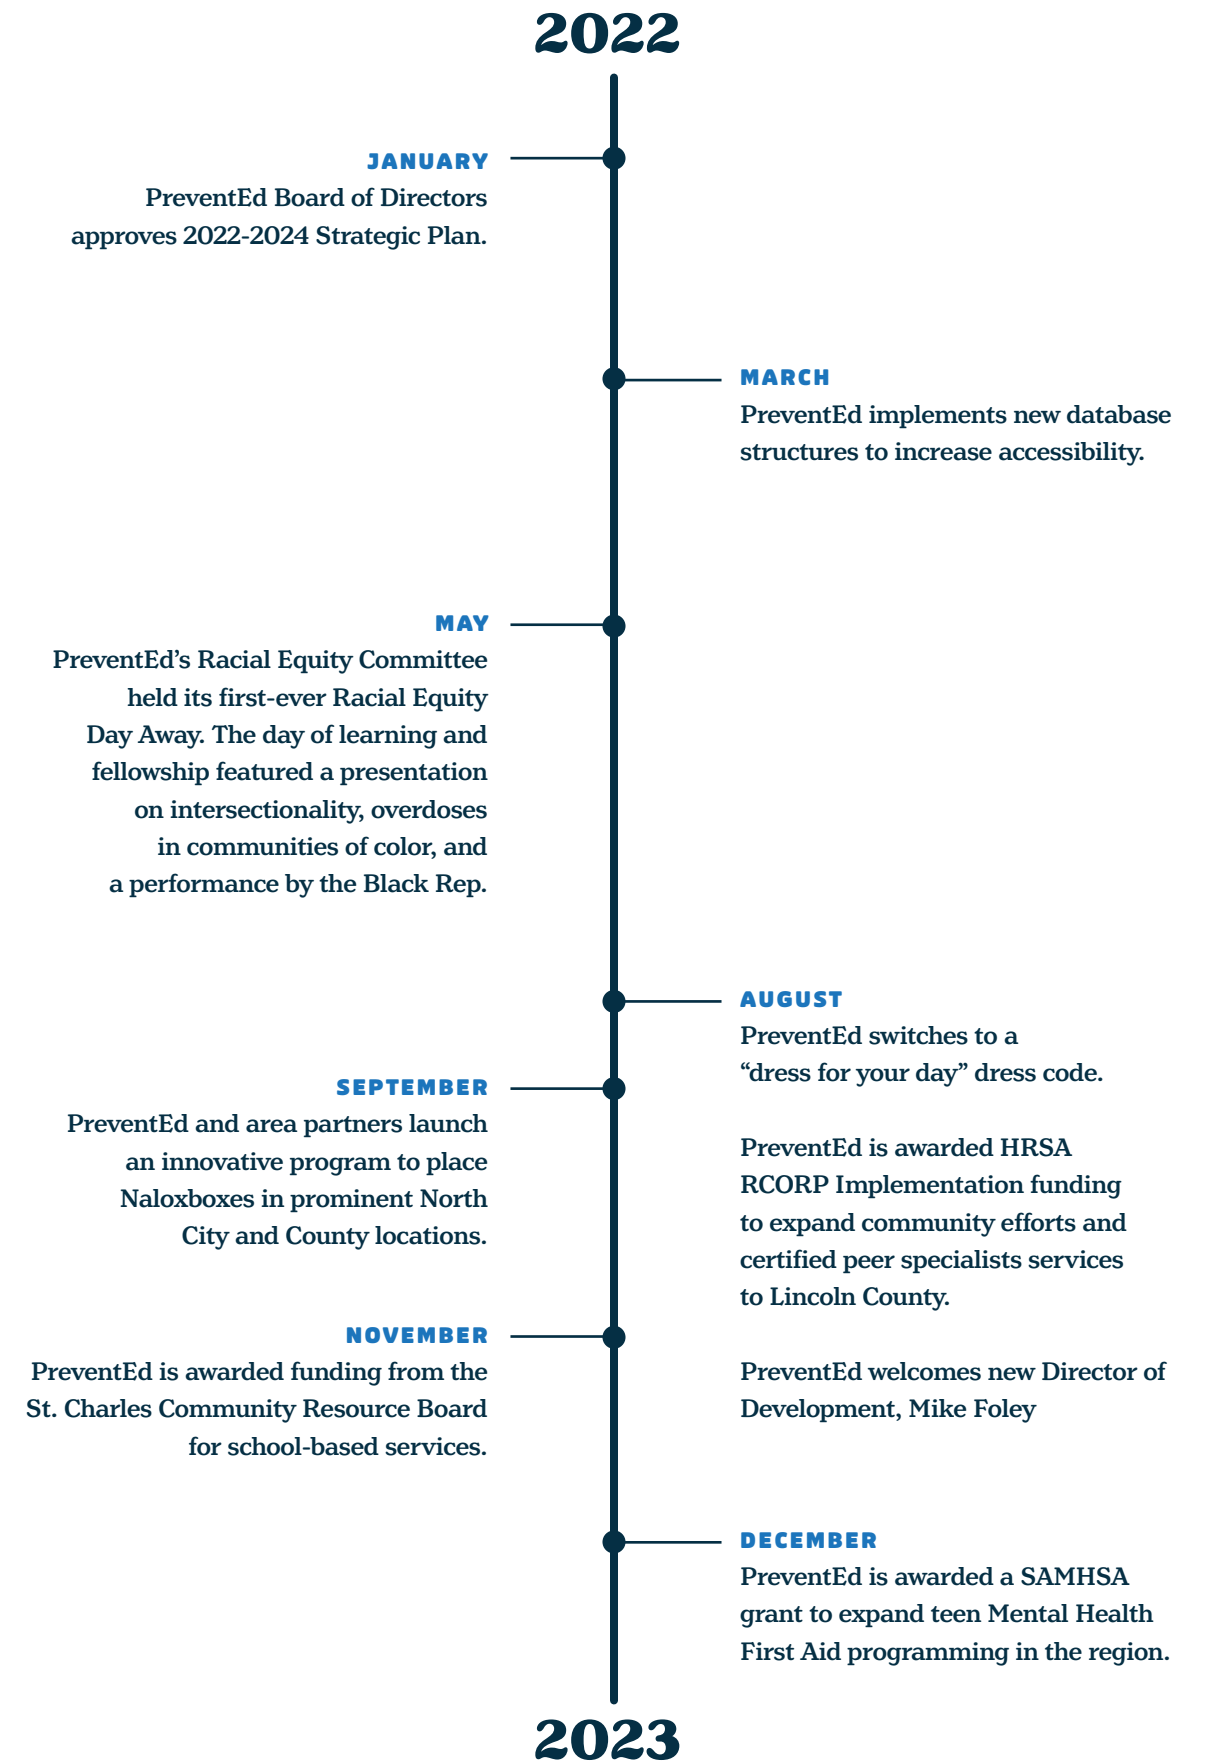 2022
JANUARY
PreventEd Board of Directors
approves 2022-2024 Strategic Plan.
MARCH
PreventEd implements new database
structures to increase accessibility.
MAY
PreventEd’s Racial Equity Committee
held its first-ever Racial Equity
Day Away. The day of learning and
fellowship featured a presentation
on intersectionality, overdoses
in communities of color, and
a performance by the Black Rep.
AUGUST
PreventEd switches to a
“dress for your day” dress code.
PreventEd is awarded HRSA
RCORP Implementation funding
to expand community efforts and
certified peer specialists services
to Lincoln County.
PreventEd welcomes new Director of
Development, Mike Foley
SEPTEMBER
PreventEd and area partners launch
an innovative program to place
Naloxboxes in prominent North
City and County locations.
NOVEMBER
PreventEd is awarded funding from the
St. Charles Community Resource Board
for school-based services.
DECEMBER
PreventEd is awarded a SAMHSA
grant to expand teen Mental Health
First Aid programming in the region.
2023